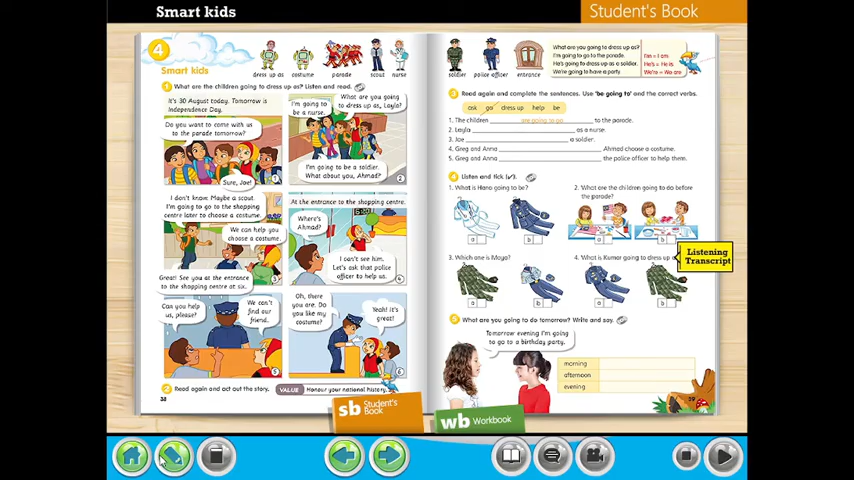 Smart kids
Student's Book
4
Smart kids
dress up as
costume
parade
scout
nurse
1 What are the children going to dress up as? Listen and read.
It's 30 August today. Tomorrow is
Independence Day.
Do you want to come with us
to the parade tomorrow?
Sure, Joe!
1
I'm going to
be a nurse.
What are you going
to dress up as, Layla?
I'm going to be a soldier.
What about you, Ahmad?
2
I don't know. Maybe a scout.
I'm going to the shopping
centre later to choose a costume.
We can help you
choose a costume.
Great! See you at the entrance
to the shopping centre at six.
3
At the entrance to the shopping centre.
Where's
Ahmad?
I can't see him.
Let's ask that police
officer to help us.
4
Can you help
us, please?
We can't
find our
friend.
5
Oh, there
you are. Do
you like my
costume?
Yeah! It's
great!
6
2 Read again and act out the story.
VALUE Honour your national history.
38
soldier
police officer
entrance
What are you going to dress up as?
I'm going to go to the parade.
He's going to dress up as a soldier.
We're going to have a party.
I'm = I am
He's = He is
We're = We are
3 Read again and complete the sentences. Use 'be going to' and the correct verbs.
ask go dress up help be
1. The children are going to go to the parade.
2. Layla as a nurse.
3. Joe a soldier.
4. Greg and Anna Ahmad choose a costume.
5. Greg and Anna the police officer to help them.
4 Listen and tick (✓).
1. What is Hana going to be?
a
b
2. What are the children going to do before
the parade?
a
b
3. Which one is Maya?
a
b
4. What is Kumar going to dress up
a
b
Listening
Transcript
5 What are you going to do tomorrow? Write and say.
Tomorrow evening I'm going
to go to a birthday party.
morning
afternoon
evening
39
sb Student's
Book
wb Workbook